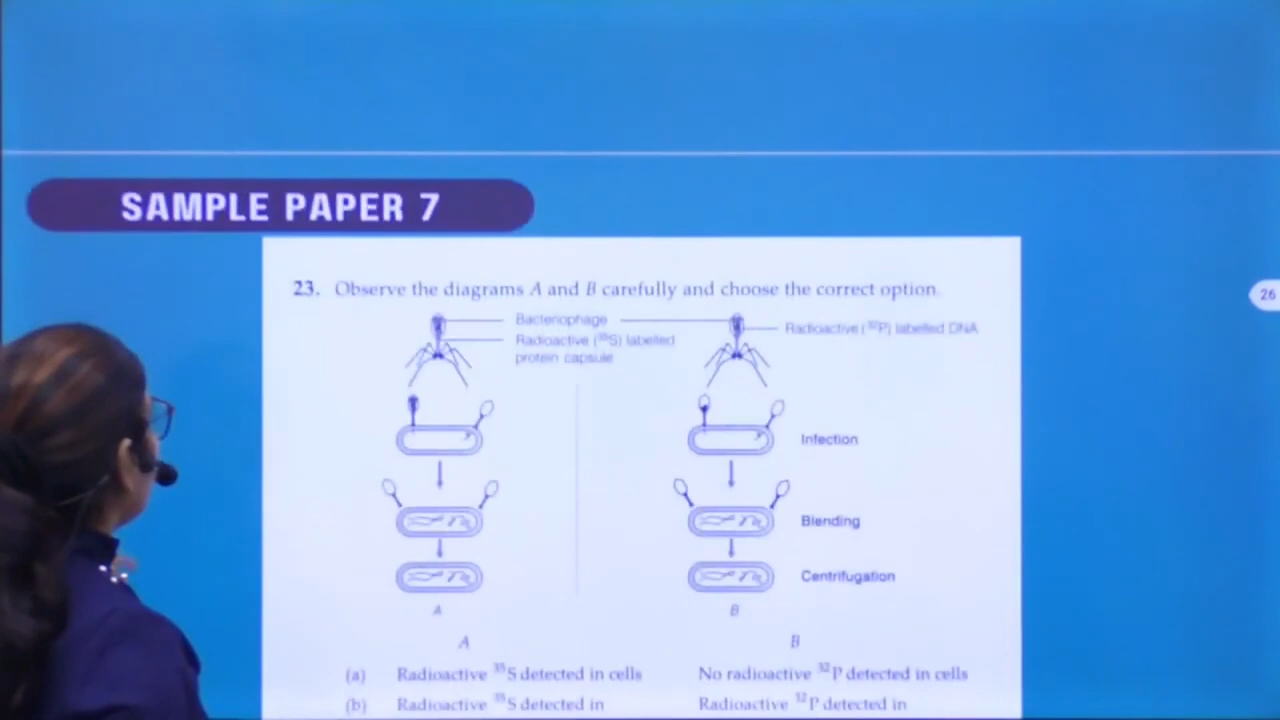 SAMPLE PAPER 7
26
23. Observe the diagrams A and B carefully and choose the correct option.
Bacteriophage
Radioactive (³⁵S) labelled
protein capsule
Radioactive (³²P) labelled DNA
Infection
Blending
Centrifugation
A B
A B
(a) Radioactive ³⁵S detected in cells No radioactive ³²P detected in cells
(b) Radioactive ³⁵S detected in Radioactive ³²P detected in